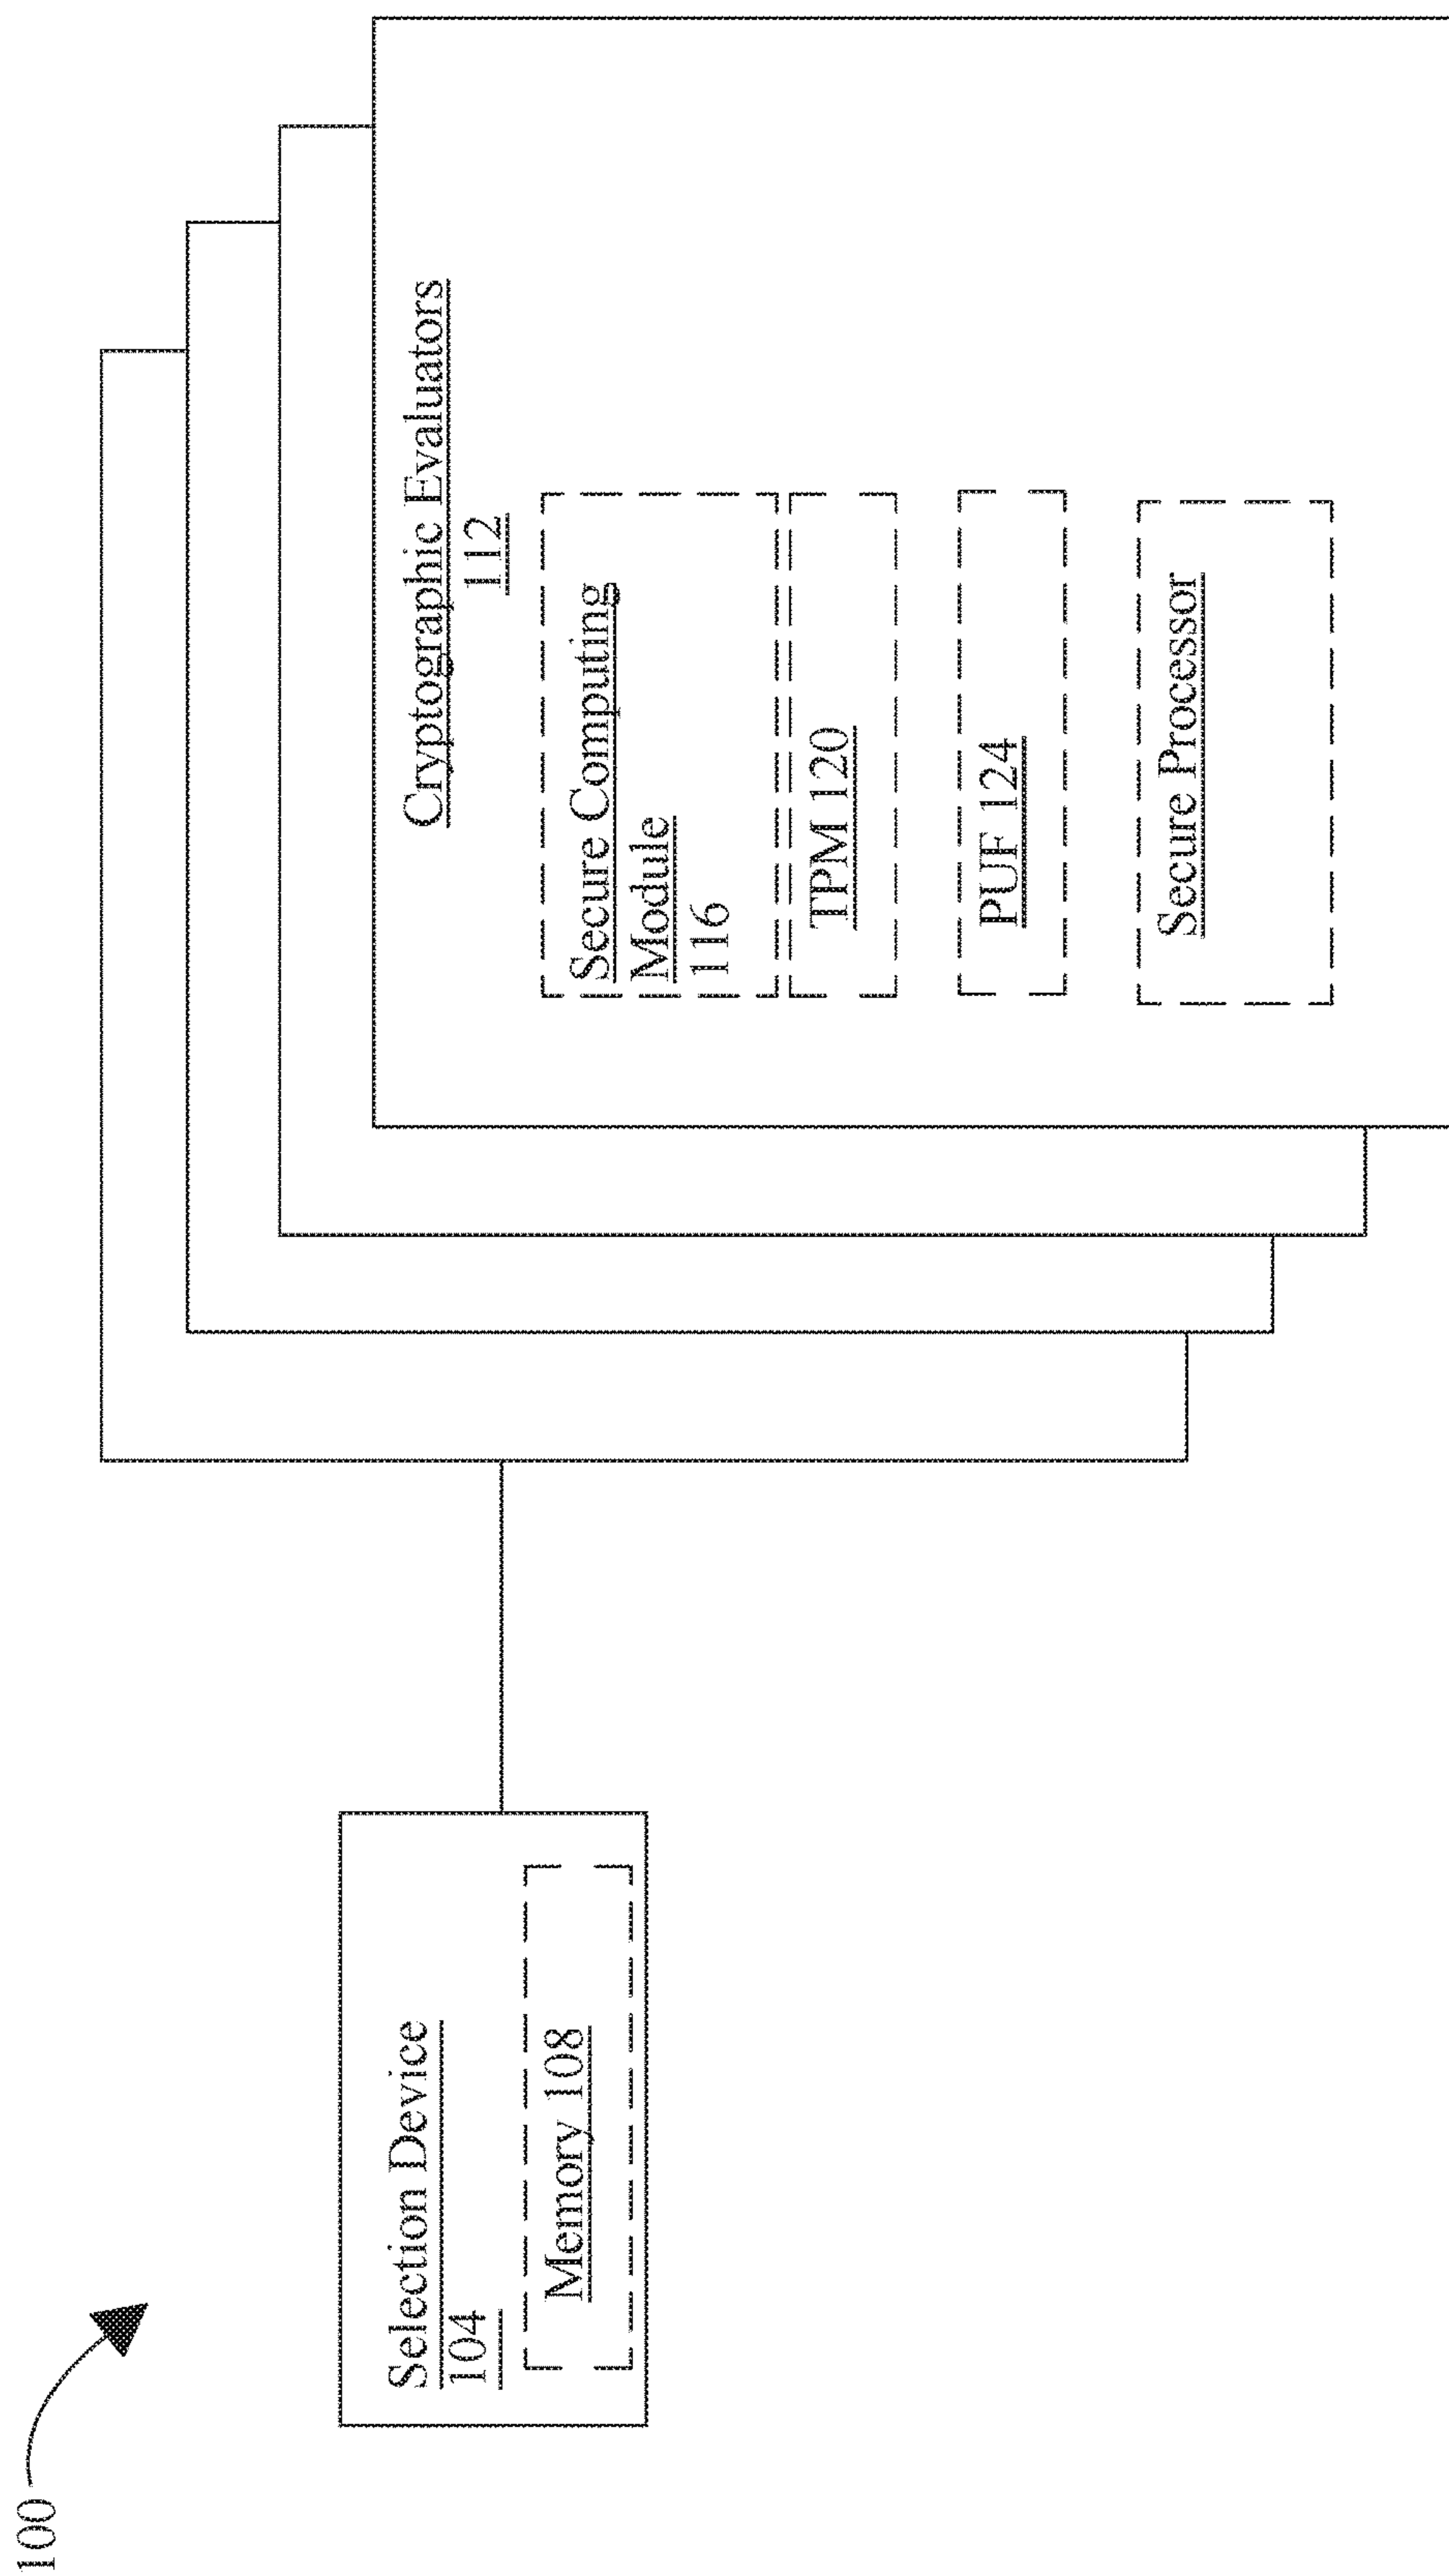 100
Selection Device
104
Memory 108
Cryptographic Evaluators
112
Secure Computing
Module
116
TPM 120
PUF 124
Secure Processor